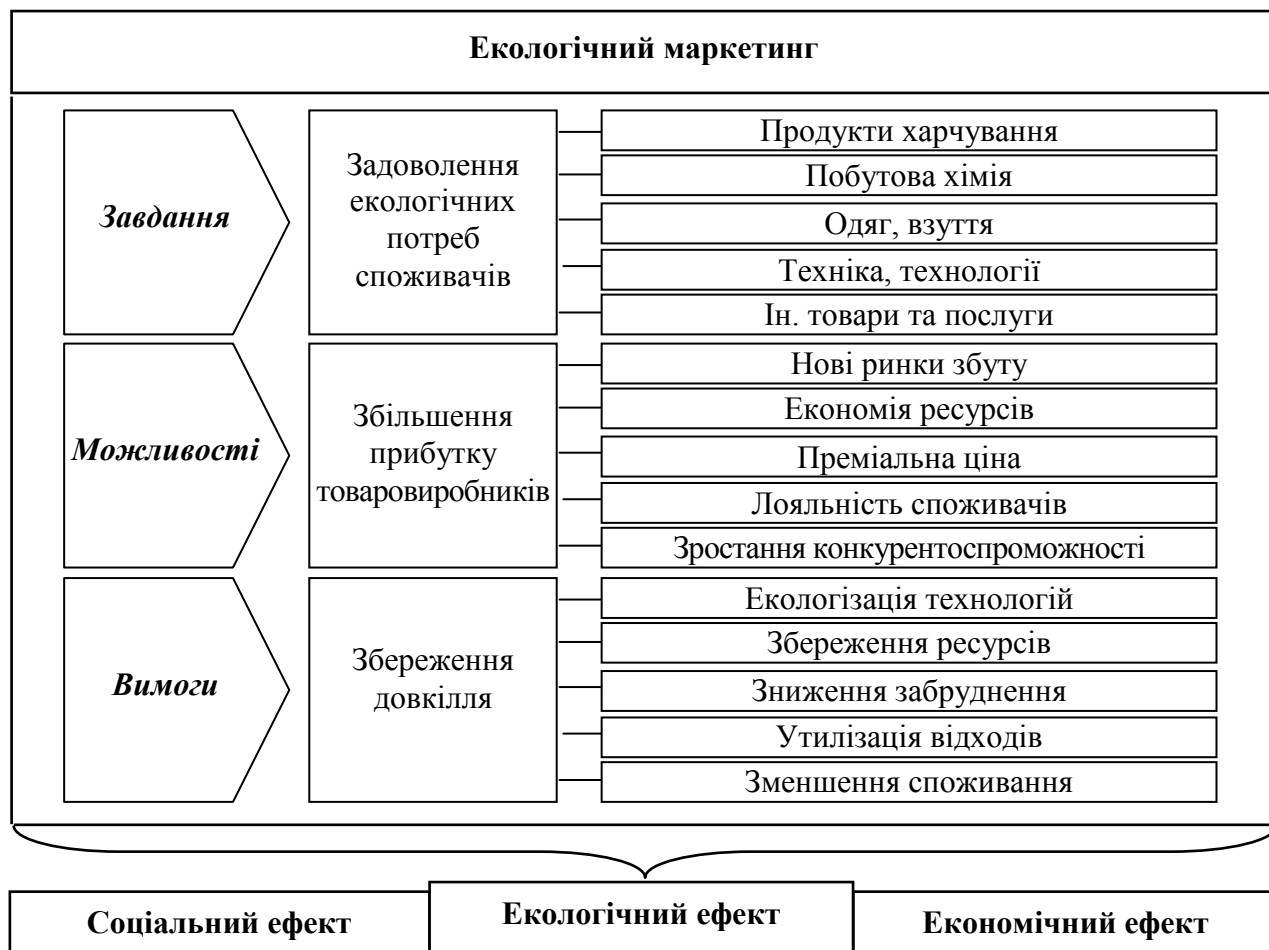 Екологічний маркетинг
Завдання
Задоволення
екологічних
потреб
споживачів
Продукти харчування
Побутова хімія
Одяг, взуття
Техніка, технології
Ін. товари та послуги
Можливості
Збільшення
прибутку
товаровиробників
Нові ринки збуту
Економія ресурсів
Преміальна ціна
Лояльність споживачів
Зростання конкурентоспроможності
Вимоги
Збереження
довкілля
Екологізація технологій
Збереження ресурсів
Зниження забруднення
Утилізація відходів
Зменшення споживання
Соціальний ефект
Екологічний ефект
Економічний ефект